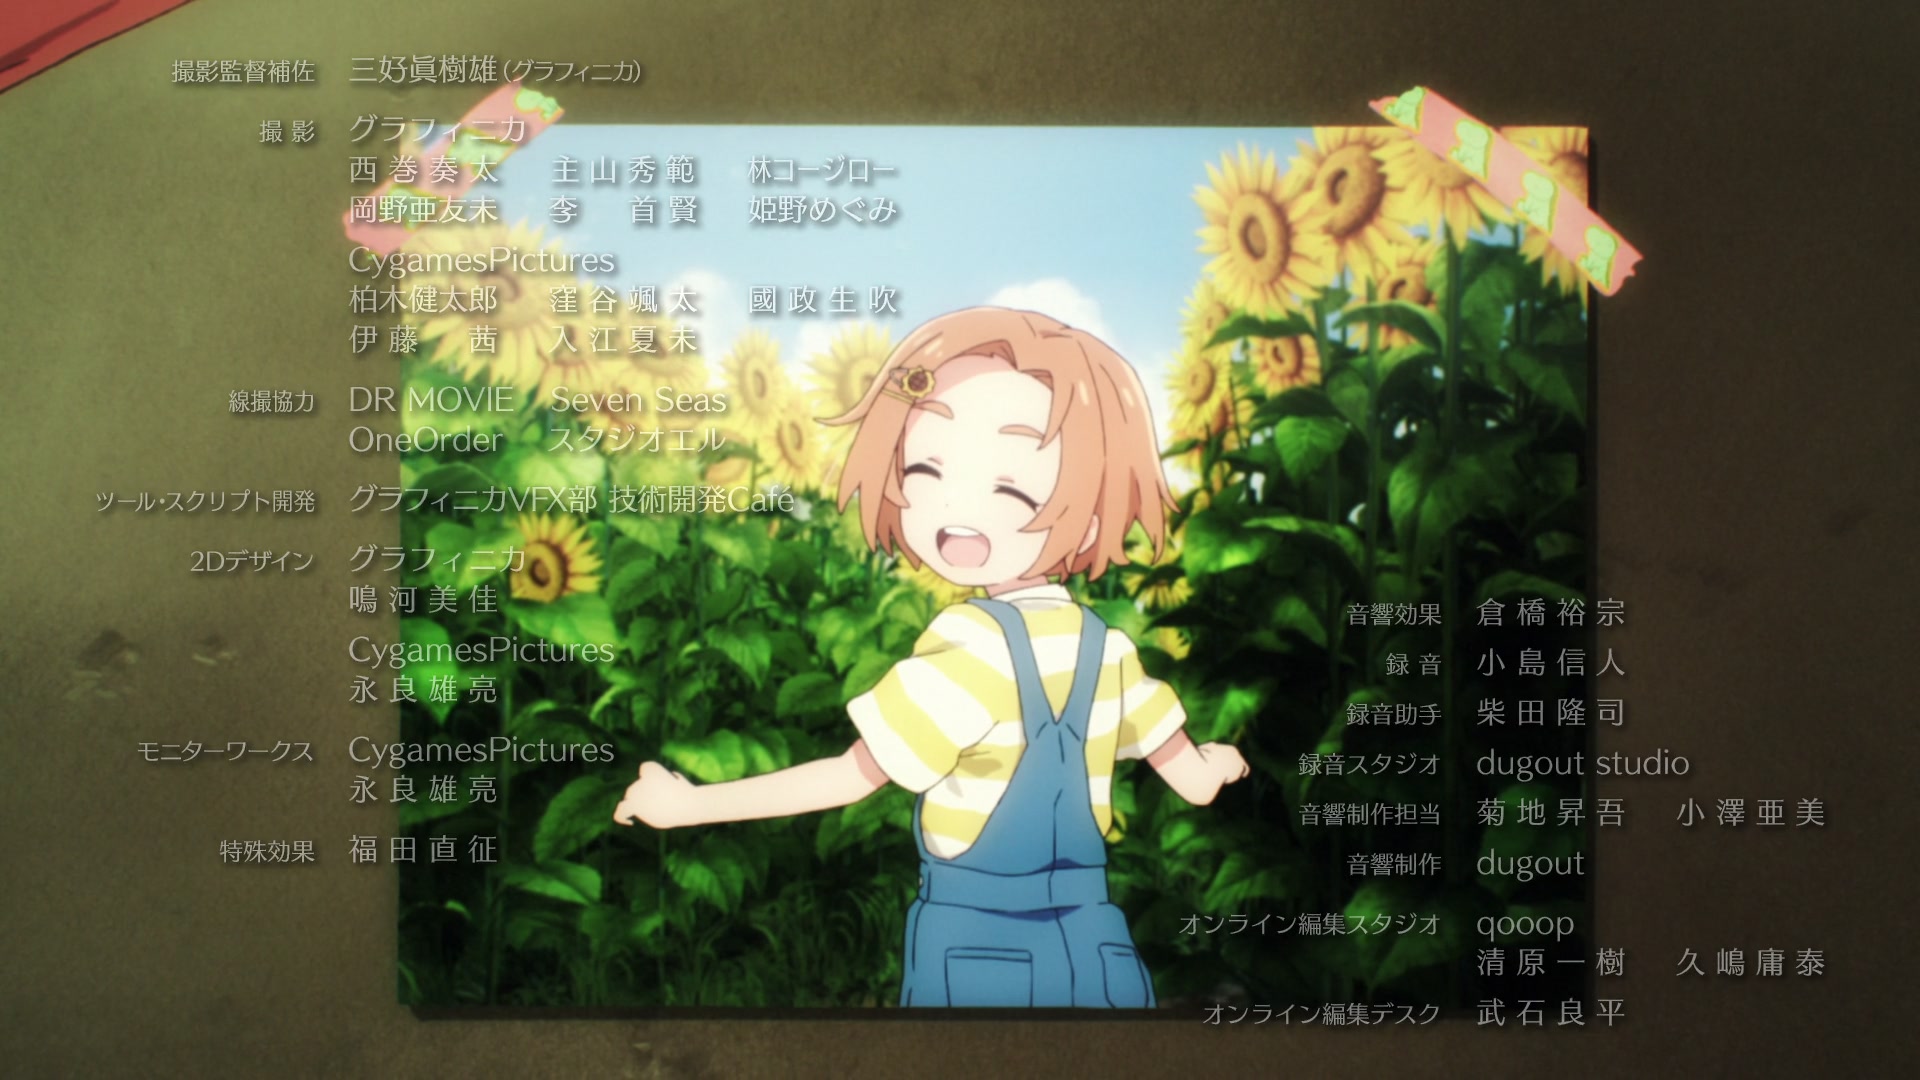 撮影監督補佐 三好眞樹雄(グラフィニカ)
撮影 グラフィニカ
西巻奏太 主山秀範 林コージロー
岡野亜友未 李首賢 姫野めぐみ
CygamesPictures
柏木健太郎 窪谷颯太 國政生吹
伊藤茜 入江夏未
線撮協力 DR MOVIE Seven Seas
OneOrder スタジオエル
ツール・スクリプト開発 グラフィニカVFX部 技術開発Café
2Dデザイン グラフィニカ
鳴河美佳
CygamesPictures
永良雄亮
モニターワークス CygamesPictures
永良雄亮
特殊効果 福田直征
音響効果 倉橋裕宗
録音 小島信人
録音助手 柴田隆司
録音スタジオ dugout studio
音響制作担当 菊地昇吾 小澤亜美
音響制作 dugout
オンライン編集スタジオ qooop
清原一樹 久嶋庸泰
オンライン編集デスク 武石良平